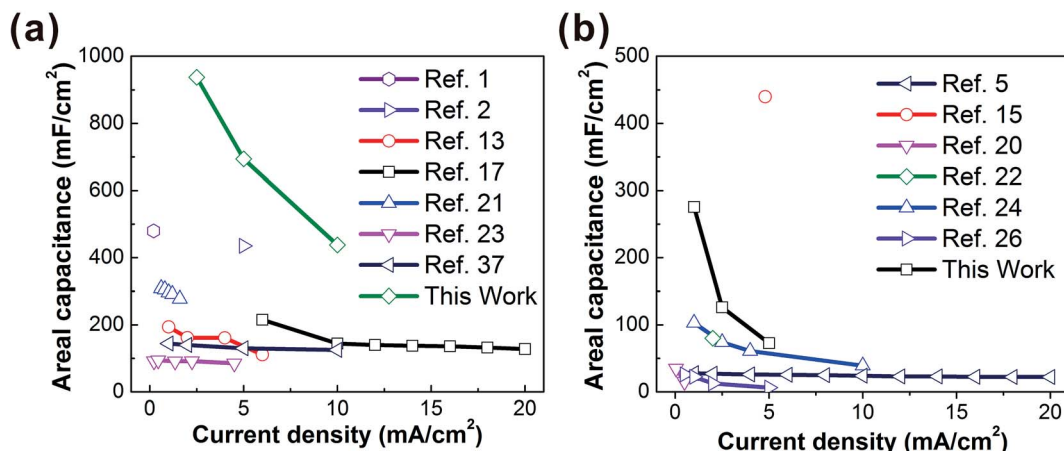 (a)
Areal capacitance (mF/cm²)
1000
800
600
400
200
0
0 5 10 15 20
Current density (mA/cm²)
Ref. 1
Ref. 2
Ref. 13
Ref. 17
Ref. 21
Ref. 23
Ref. 37
This Work
(b)
Areal capacitance (mF/cm²)
500
400
300
200
100
0
0 5 10 15 20
Current density (mA/cm²)
Ref. 5
Ref. 15
Ref. 20
Ref. 22
Ref. 24
Ref. 26
This Work